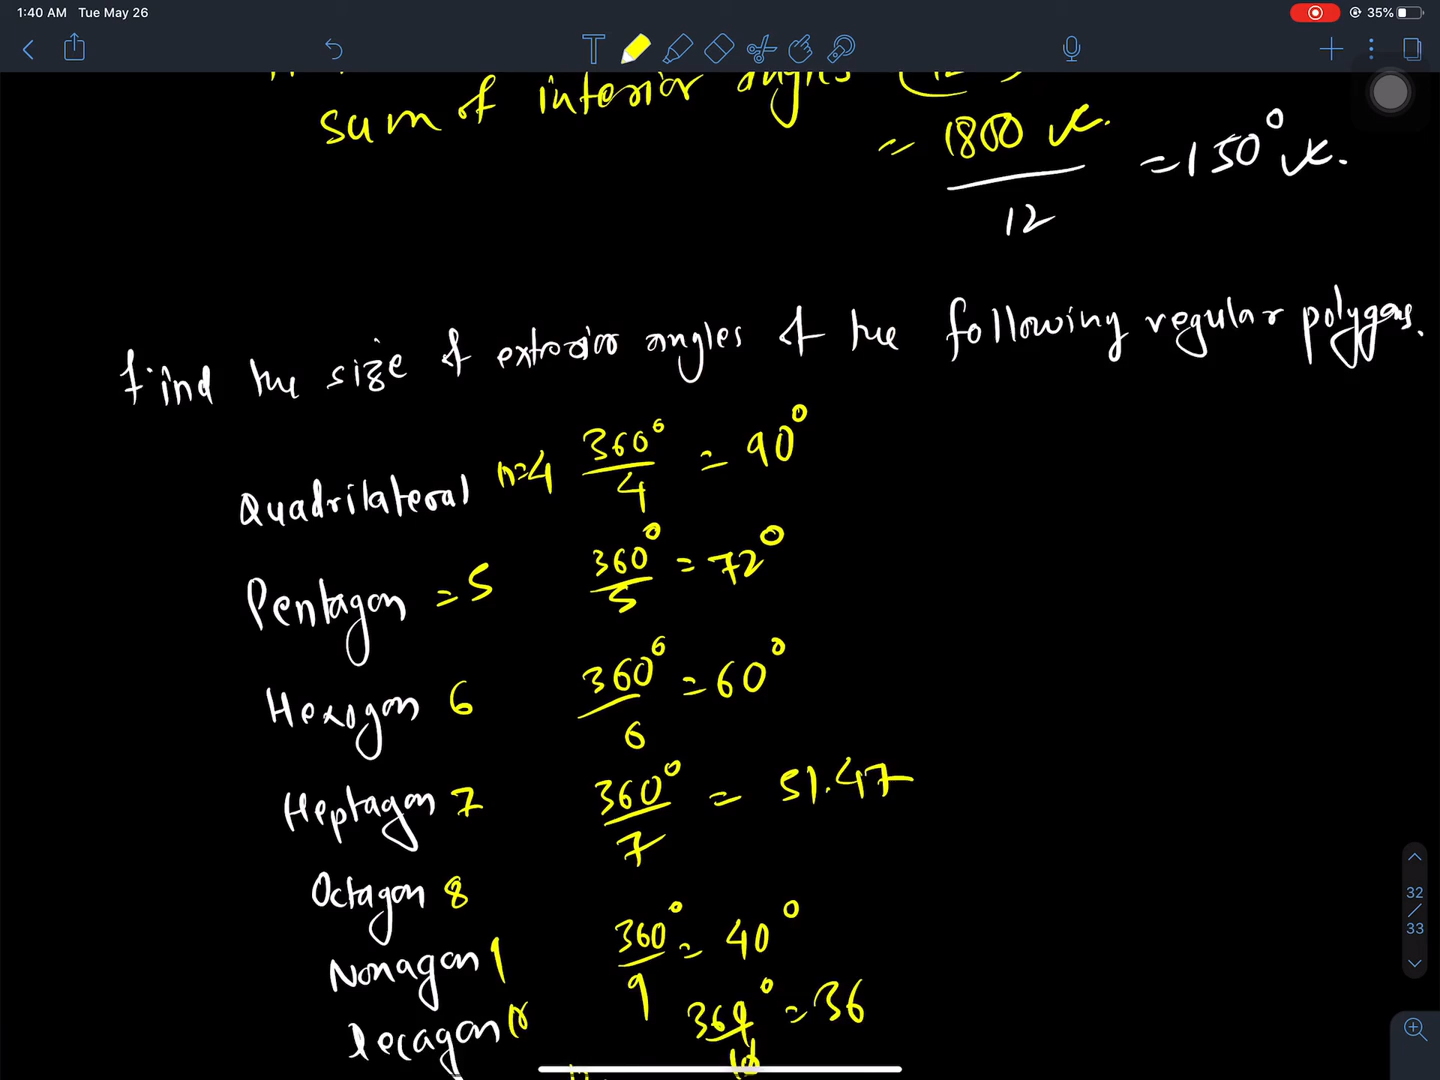 1:40 AM Tue May 26
35%
T
sum of interior angles
= 1800
12
= 150°
Find the size of exterior angles of the following regular polygons.
Quadrilateral n=4 360°/4 = 90°
Pentagon = 5 360°/5 = 72°
Hexagon 6 360°/6 = 60°
Heptagon 7 360°/7 = 51.47
Octagon 8
Nonagon 9 360°/9 = 40°
Decagon 10 360°/10 = 36
32
/
33